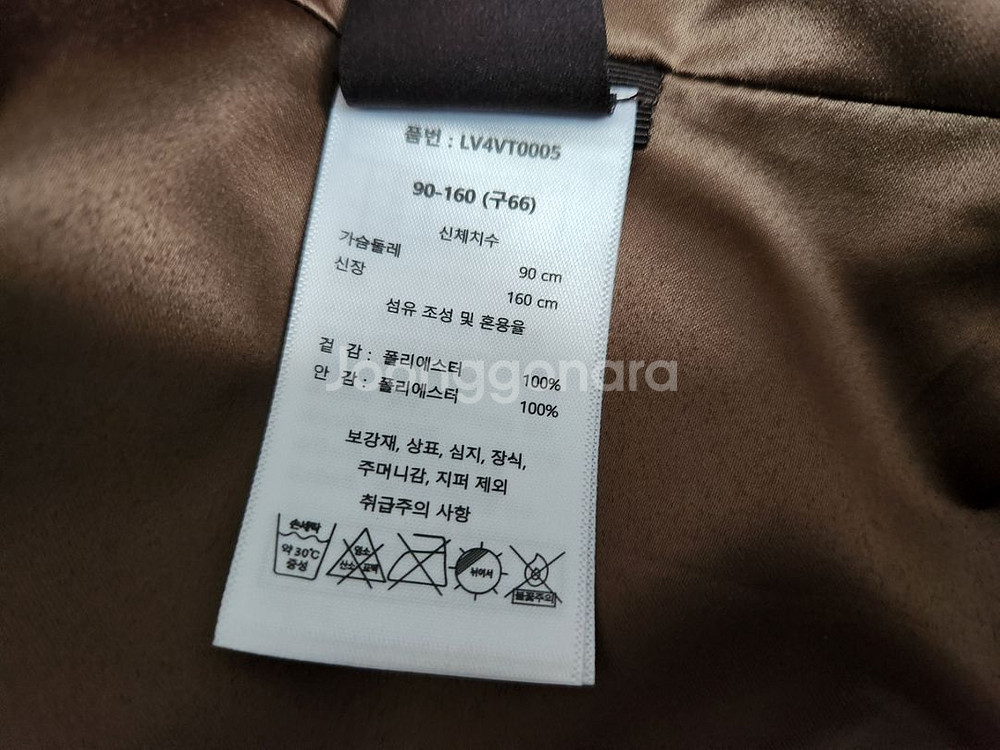 품번 : LV4VT0005
90-160 (구66)
신체치수
가슴둘레 90 cm
신장 160 cm
섬유 조성 및 혼용율
겉 감 : 폴리에스터 100%
안 감 : 폴리에스터 100%
Joonggonara
보강재, 상표, 심지, 장식,
주머니감, 지퍼 제외
취급주의 사항
손세탁
약 30℃
중성
염소
산소 표백
뉘어서
불꽃주의